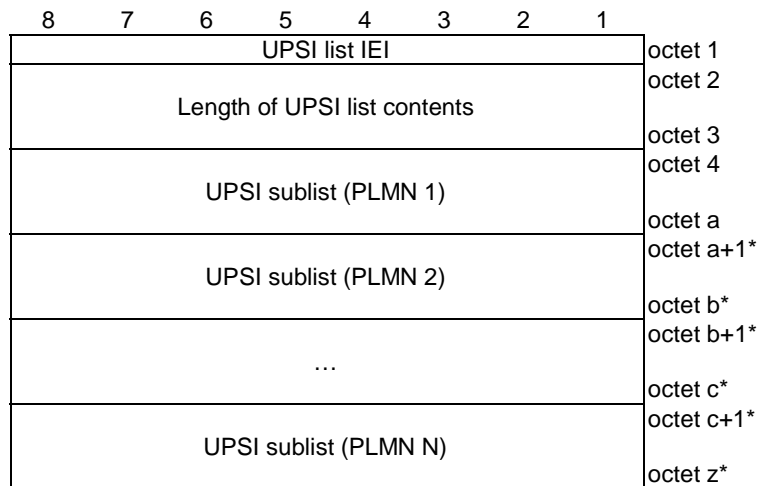 8 7 6 5 4 3 2 1
UPSI list IEI octet 1
octet 2
Length of UPSI list contents
octet 3
octet 4
UPSI sublist (PLMN 1)
octet a
octet a+1*
UPSI sublist (PLMN 2)
octet b*
octet b+1*
…
octet c*
octet c+1*
UPSI sublist (PLMN N)
octet z*